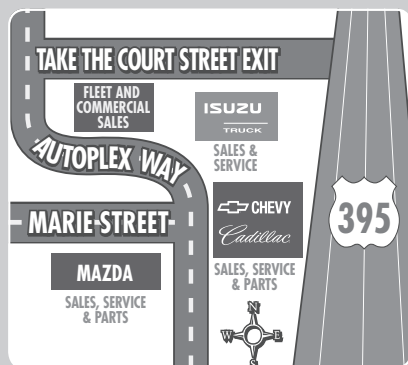 TAKE THE COURT STREET EXIT
FLEET AND
COMMERCIAL
SALES
ISUZU
TRUCK
SALES &
SERVICE
AUTOPLEX WAY
CHEVY
Cadillac
MARIE STREET
395
MAZDA
SALES, SERVICE
& PARTS
SALES, SERVICE
& PARTS
N
W E
S